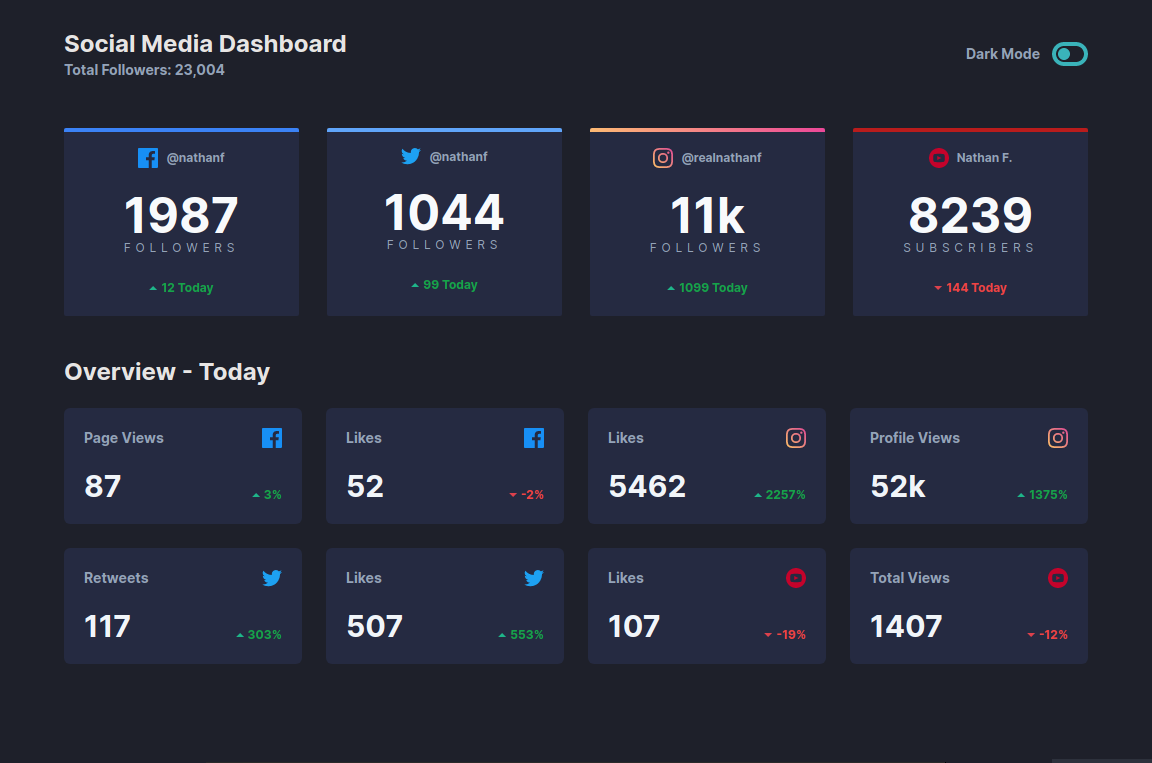 Social Media Dashboard
Total Followers: 23,004
Dark Mode
@nathanf
1987
FOLLOWERS
12 Today
@nathanf
1044
FOLLOWERS
99 Today
@realnathanf
11k
FOLLOWERS
1099 Today
Nathan F.
8239
SUBSCRIBERS
144 Today
Overview - Today
Page Views
87
3%
Likes
52
-2%
Likes
5462
2257%
Profile Views
52k
1375%
Retweets
117
303%
Likes
507
553%
Likes
107
-19%
Total Views
1407
-12%